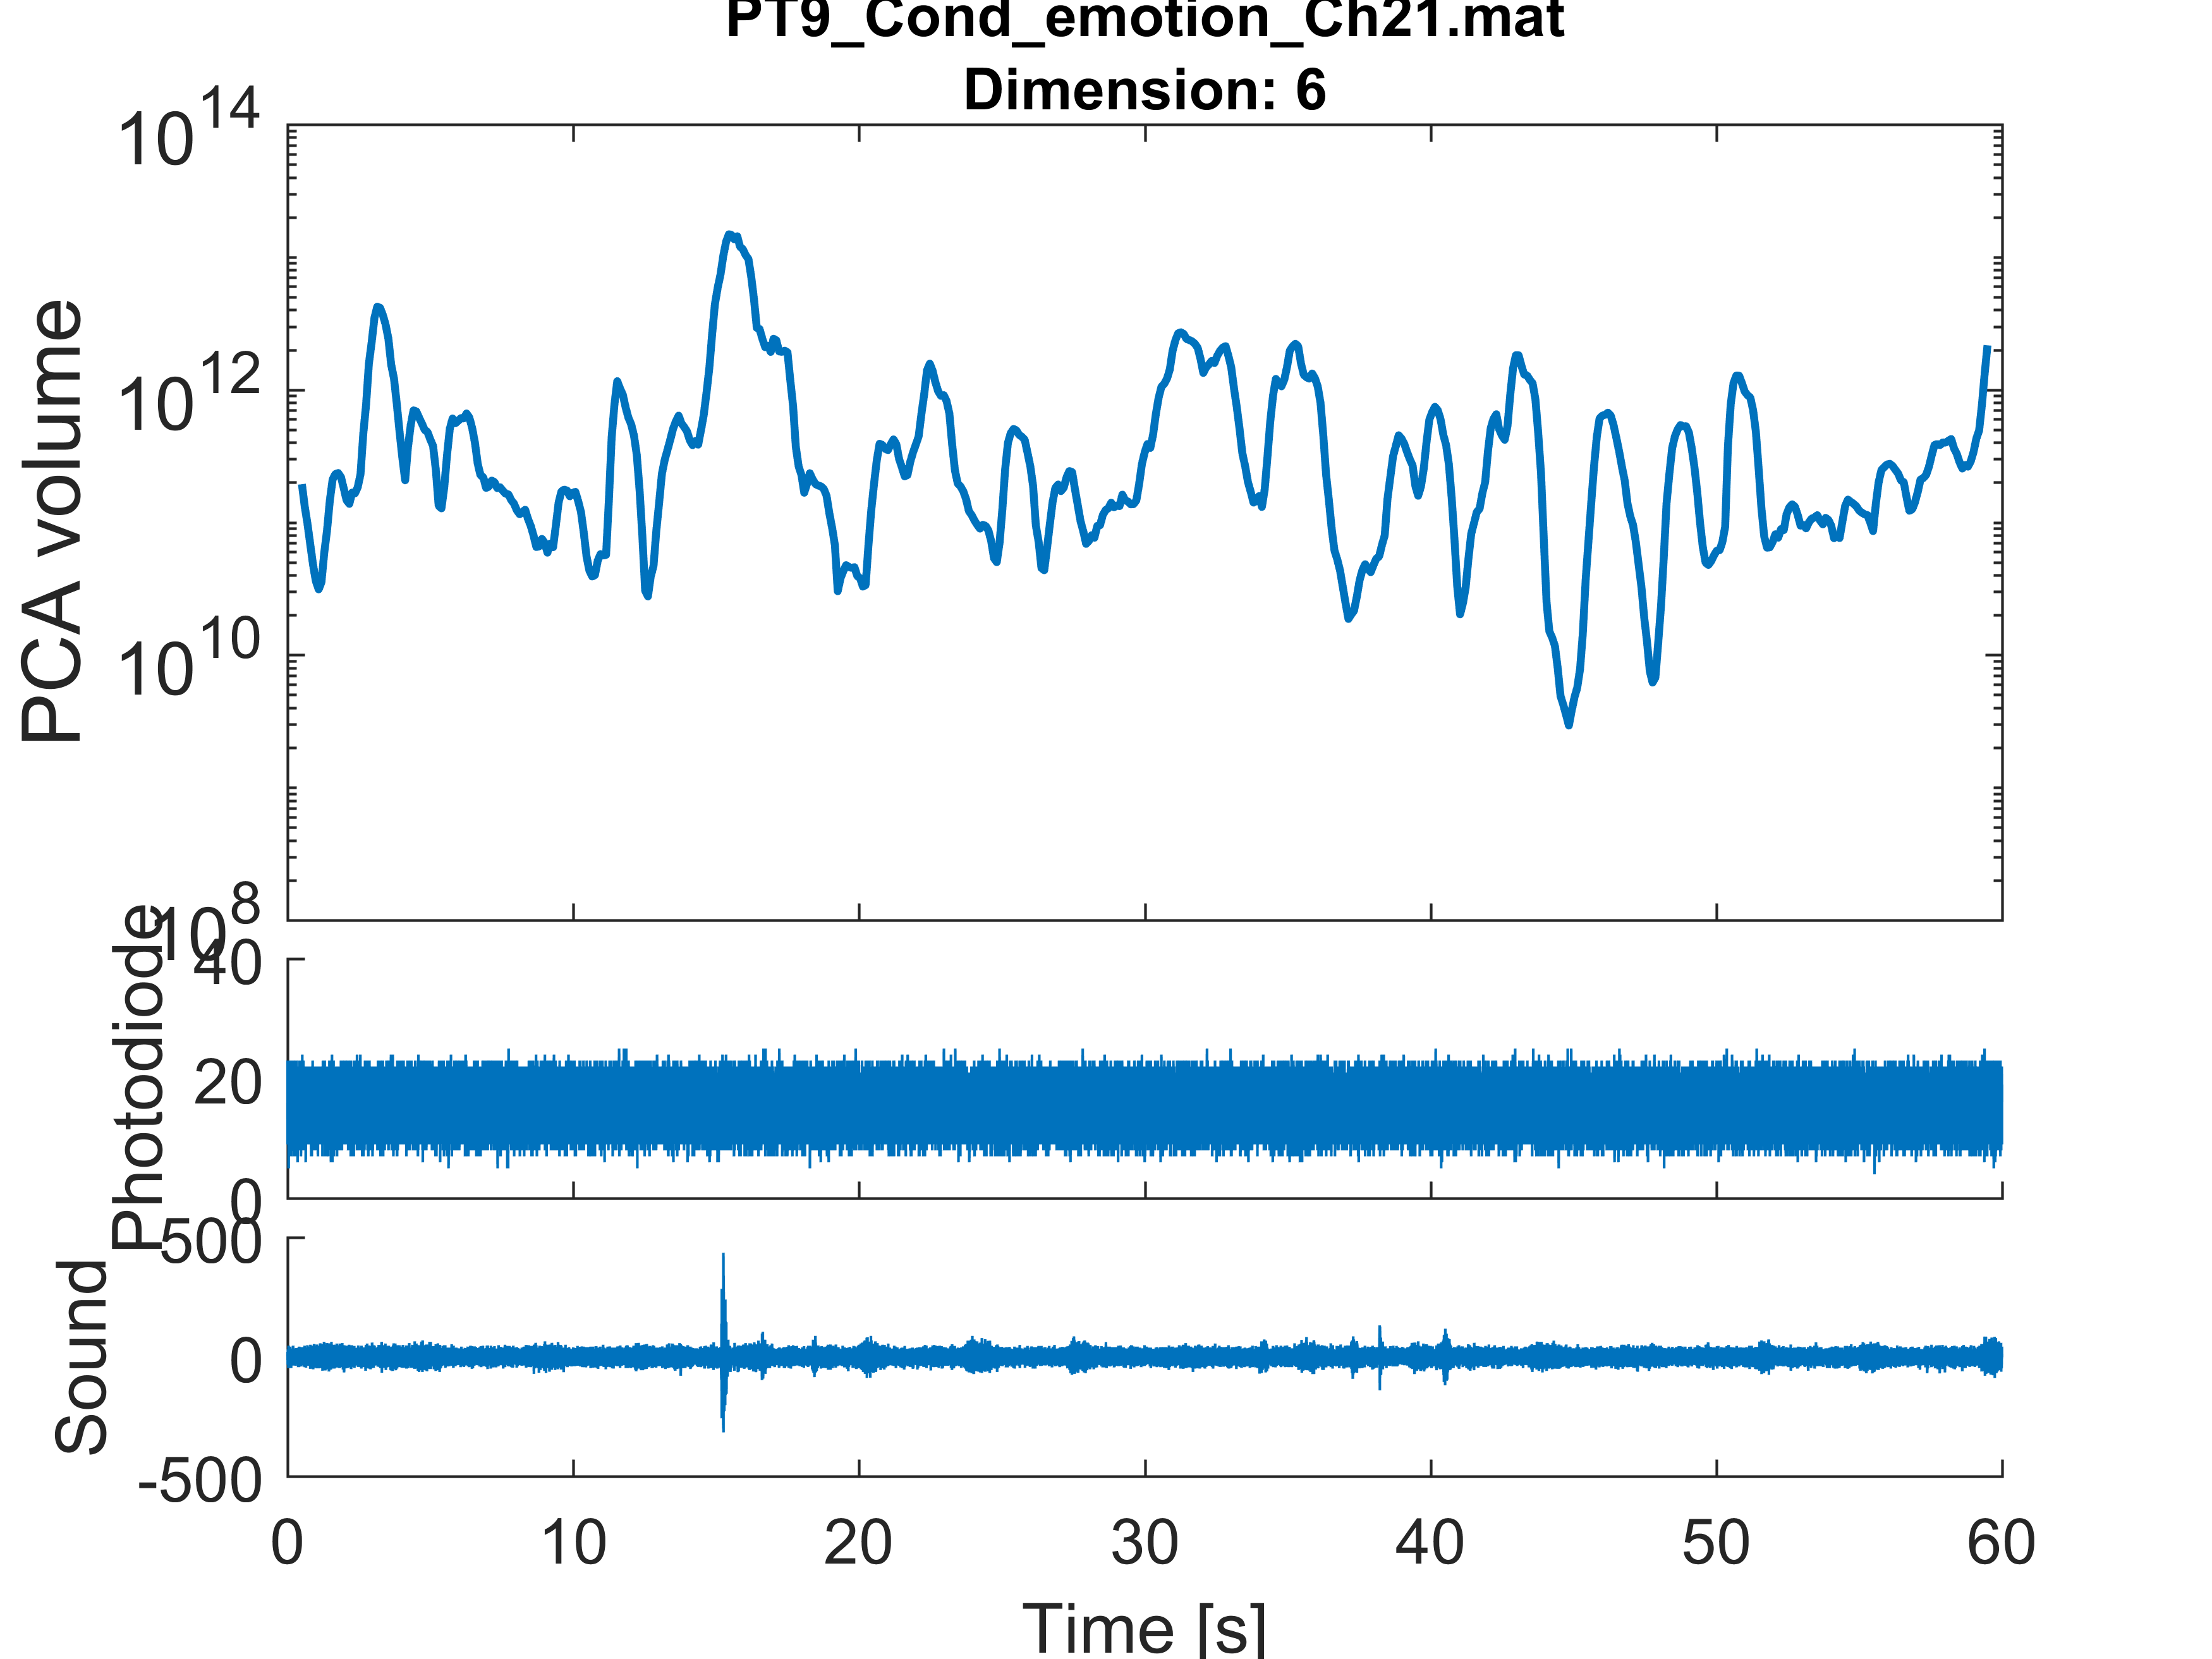 PT9_Cond_emotion_Ch21.mat
Dimension: 6
PCA volume
10^14
10^12
10^10
10^8
Photodiode
40
20
0
Sound
500
0
-500
0 10 20 30 40 50 60
Time [s]